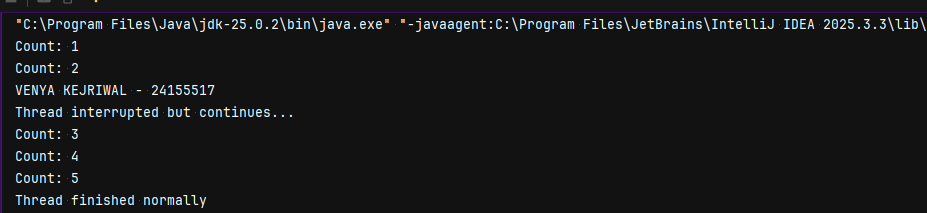 "C:\Program Files\Java\jdk-25.0.2\bin\java.exe" "-javaagent:C:\Program Files\JetBrains\IntelliJ IDEA 2025.3.3\lib\
Count: 1
Count: 2
VENYA KEJRIWAL - 24155517
Thread interrupted but continues...
Count: 3
Count: 4
Count: 5
Thread finished normally